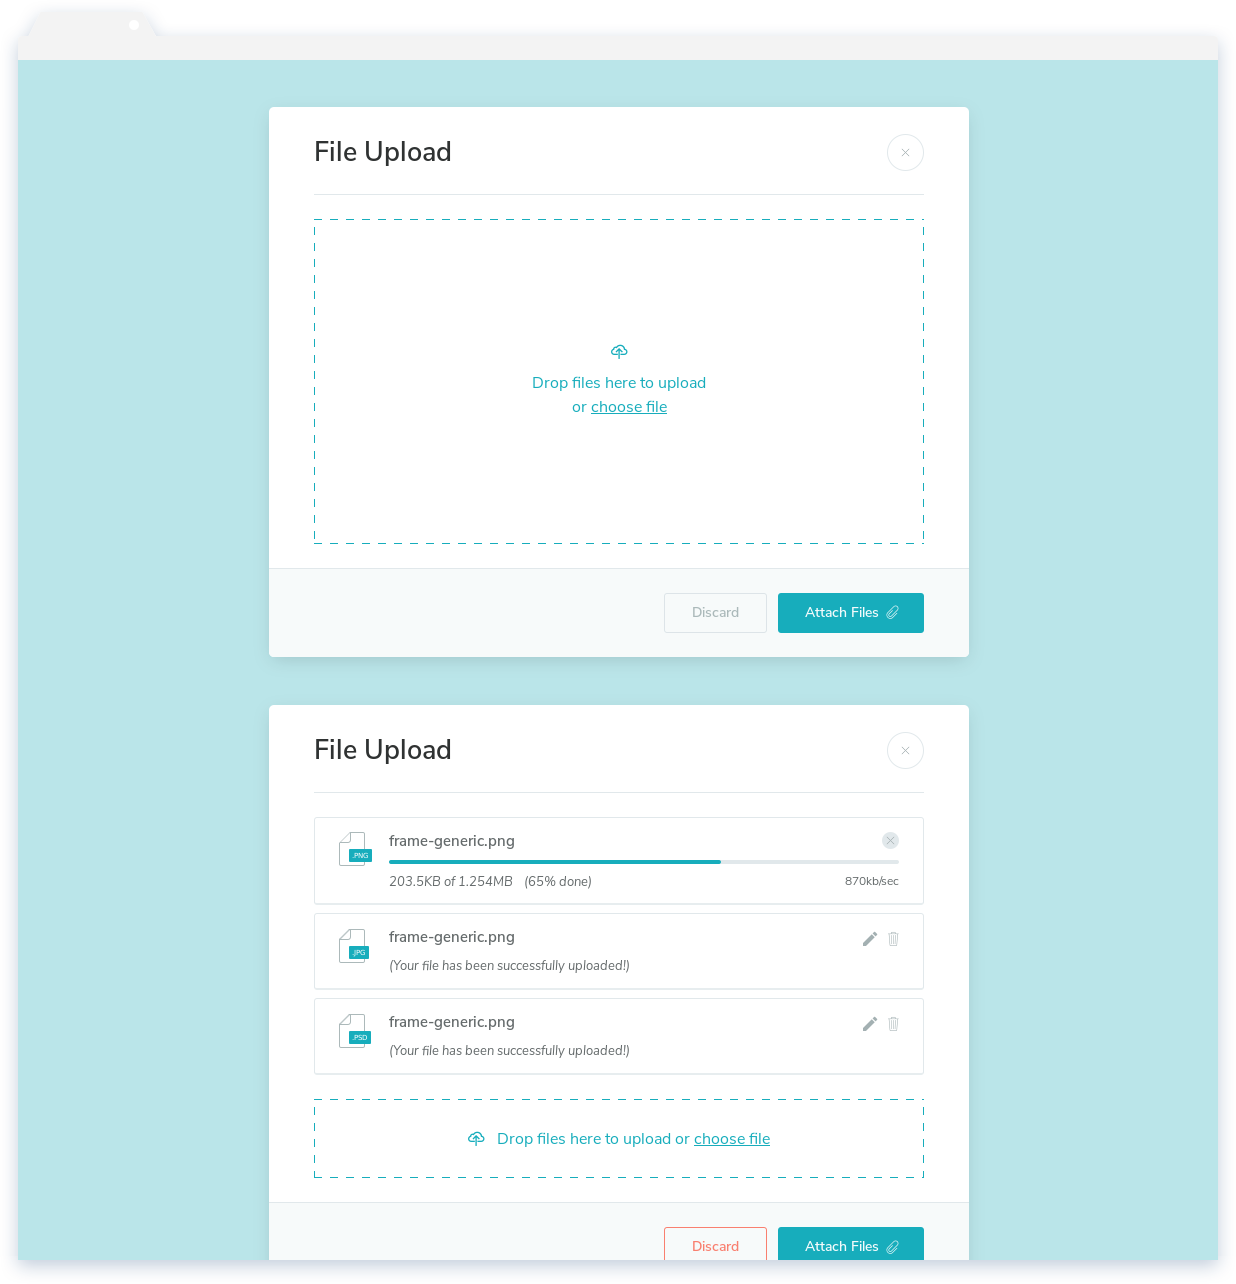 File Upload
Drop files here to upload
or choose file
Discard
Attach Files
File Upload
frame-generic.png
.PNG
203.5KB of 1.254MB (65% done)
870kb/sec
frame-generic.png
.JPG
(Your file has been successfully uploaded!)
frame-generic.png
.PSD
(Your file has been successfully uploaded!)
Drop files here to upload or choose file
Discard
Attach Files